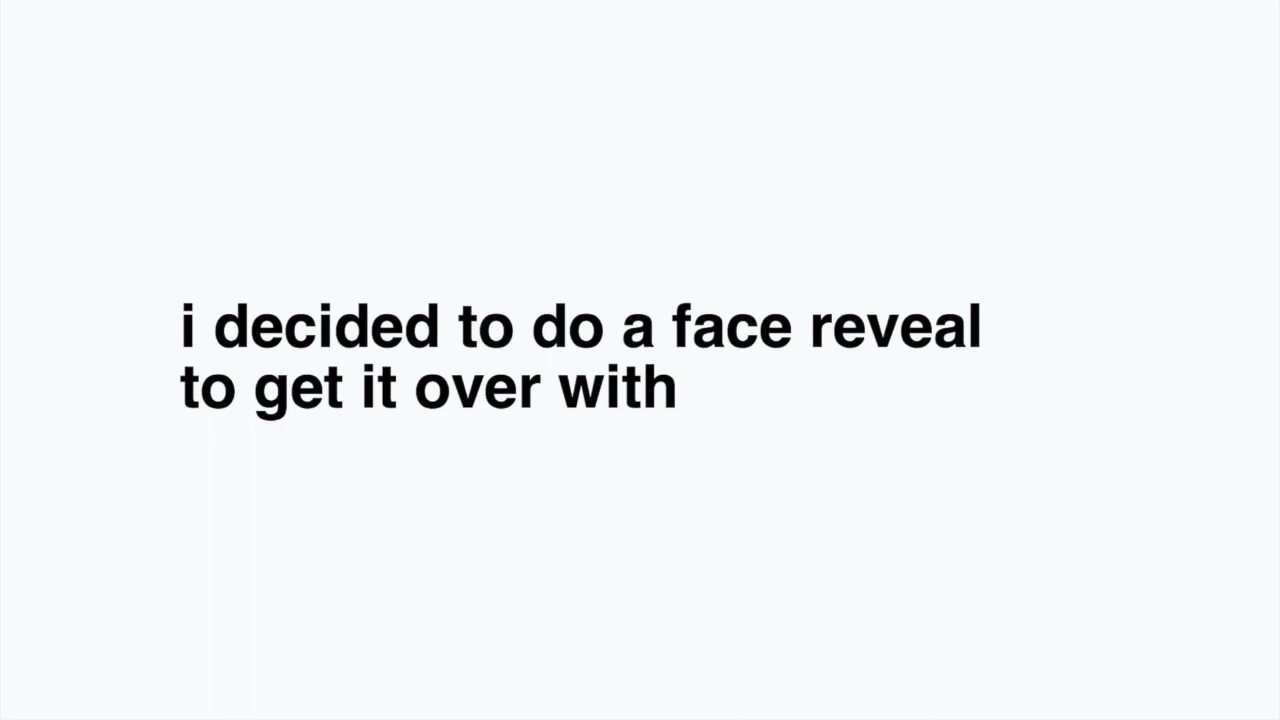 i decided to do a face reveal
to get it over with